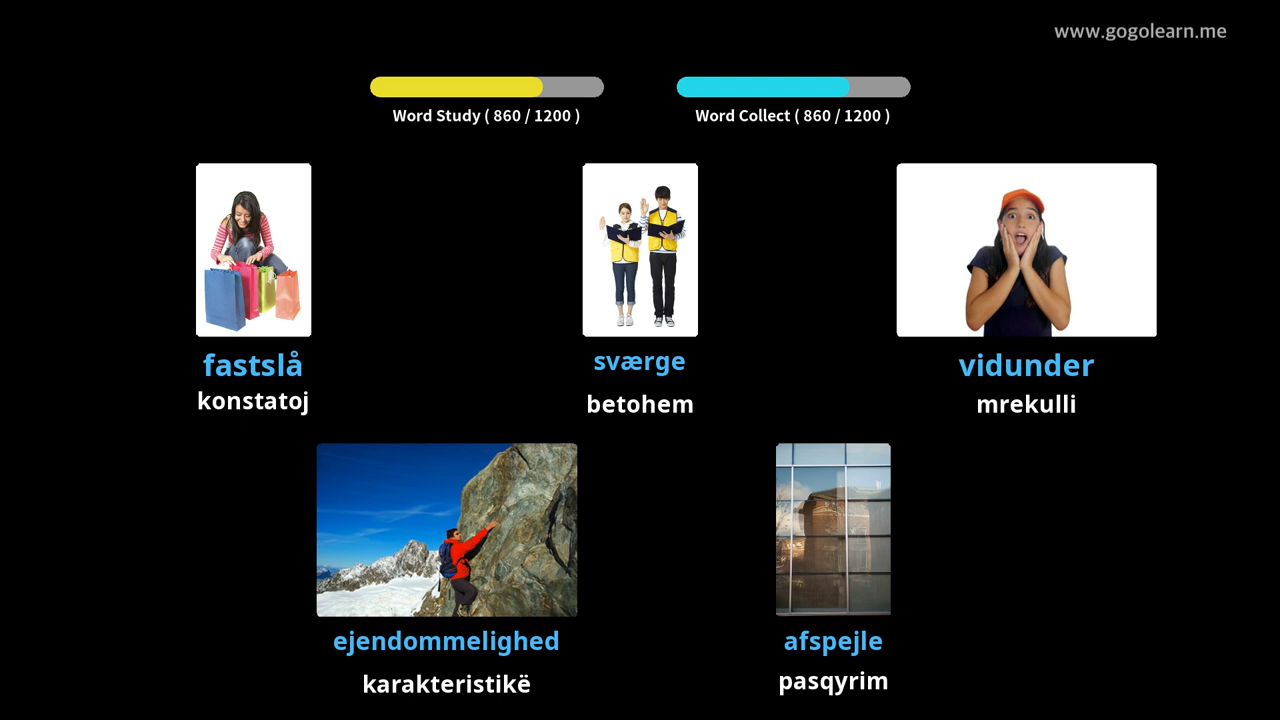 www.gogolearn.me
Word Study ( 860 / 1200 )
Word Collect ( 860 / 1200 )
fastslå
konstatoj
sværge
betohem
vidunder
mrekulli
ejendommelighed
karakteristikë
afspejle
pasqyrim